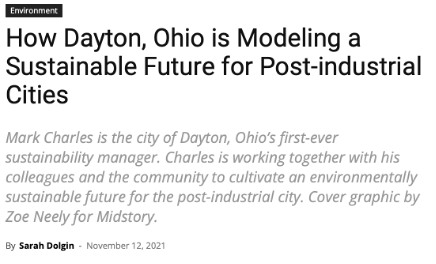 Environment
How Dayton, Ohio is Modeling a
Sustainable Future for Post-industrial
Cities
Mark Charles is the city of Dayton, Ohio’s first-ever
sustainability manager. Charles is working together with his
colleagues and the community to cultivate an environmentally
sustainable future for the post-industrial city. Cover graphic by
Zoe Neely for Midstory.
By Sarah Dolgin - November 12, 2021